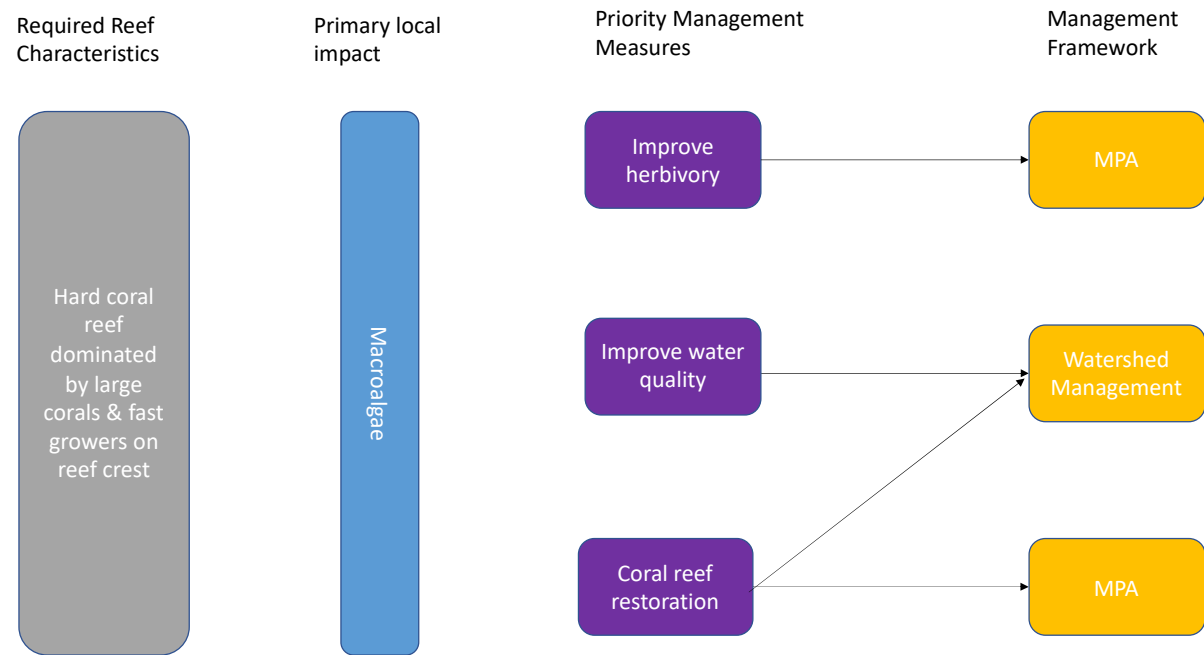 Required Reef
Characteristics
Primary local
impact
Priority Management
Measures
Management
Framework
Hard coral
reef
dominated
by large
corals & fast
growers on
reef crest
Macroalgae
Improve
herbivory
MPA
Improve water
quality
Watershed
Management
Coral reef
restoration
MPA